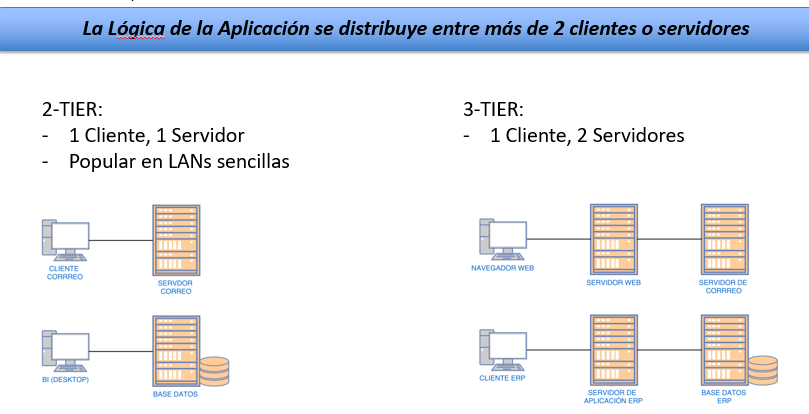 La Lógica de la Aplicación se distribuye entre más de 2 clientes o servidores
2-TIER:
- 1 Cliente, 1 Servidor
- Popular en LANs sencillas
3-TIER:
- 1 Cliente, 2 Servidores
CLIENTE
CORRREO
SERVDOR
CORREO
NAVEGADOR WEB
SERVIDOR WEB
SERVIDOR DE
CORRREO
BI (DESKTOP)
BASE DATOS
CLIENTE ERP
SERVIDOR DE
APLICACIÓN ERP
BASE DATOS
ERP